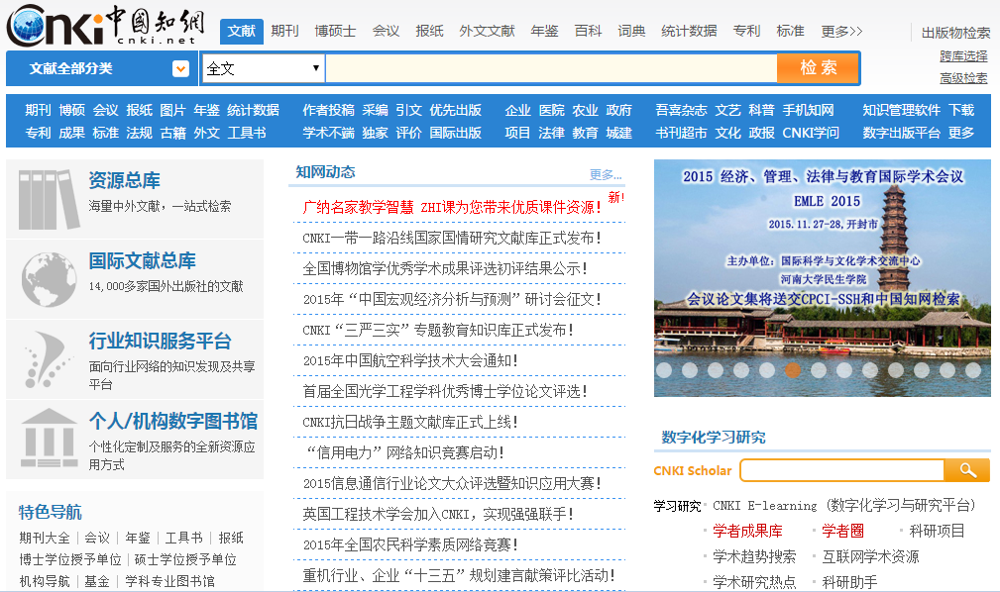 cnki 中國知網
cnki.net
文献 期刊 博硕士 会议 报纸 外文文献 年鉴 百科 词典 统计数据 专利 标准 更多>>
出版物检索
文献全部分类 全文 检 索
跨库选择
高级检索
期刊 博硕 会议 报纸 图片 年鉴 统计数据 作者投稿 采编 引文 优先出版 企业 医院 农业 政府 吾喜杂志 文艺 科普 手机知网 知识管理软件 下载
专利 成果 标准 法规 古籍 外文 工具书 学术不端 独家 评价 国际出版 项目 法律 教育 城建 书刊超市 文化 政报 CNKI学问 数字出版平台 更多
资源总库
海量中外文献，一站式检索
国际文献总库
14,000多家国外出版社的文献
行业知识服务平台
面向行业网络的知识发现及共享
平台
个人/机构数字图书馆
个性化定制及服务的全新资源应
用方式
特色导航
期刊大全 | 会议 | 年鉴 | 工具书 | 报纸
博士学位授予单位 | 硕士学位授予单位
机构导航 | 基金 | 学科专业图书馆
知网动态 更多...
广纳名家教学智慧 ZHI课为您带来优质课件资源! 新!
CNKI一带一路沿线国家国情研究文献库正式发布!
全国博物馆学优秀学术成果评选初评结果公示!
2015年“中国宏观经济分析与预测”研讨会征文!
CNKI“三严三实”专题教育知识库正式发布!
2015年中国航空科学技术大会通知!
首届全国光学工程学科优秀博士学位论文评选!
CNKI抗日战争主题文献库正式上线!
“信用电力”网络知识竞赛启动!
2015信息通信行业论文大众评选暨知识应用大赛!
英国工程技术学会加入CNKI，实现强强联手!
2015年全国农民科学素质网络竞赛!
重机行业、企业“十三五”规划建言献策评比活动!
2015 经济、管理、法律与教育国际学术会议
EMLE 2015
2015.11.27-28,开封市
主办单位：国际科学与文化学术交流中心
河南大学民生学院
会议论文集将送交CPCI-SSH和中国知网检索
数字化学习研究
CNKI Scholar
学习研究 CNKI E-learning (数字化学习与研究平台)
学者成果库 学者圈 科研项目
学术趋势搜索 互联网学术资源
学术研究热点 科研助手